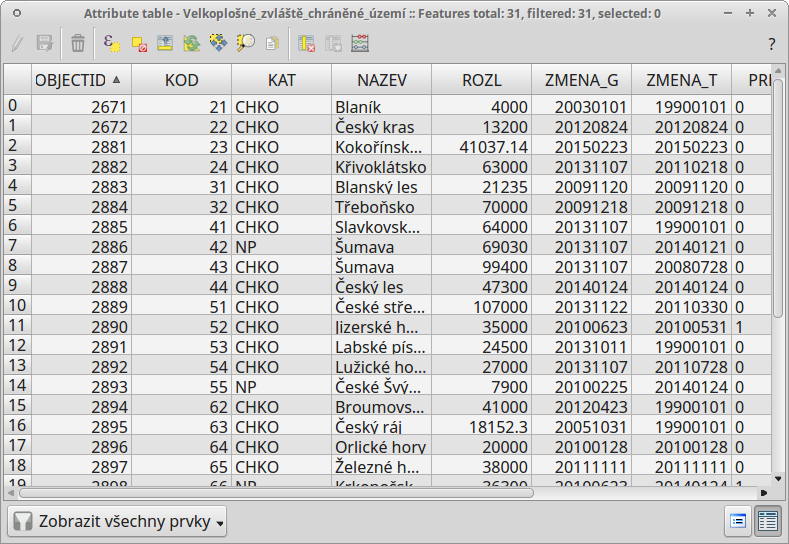 Attribute table - Velkoplošné_zvláště_chráněné_území :: Features total: 31, filtered: 31, selected: 0
?
OBJECTID KOD KAT NAZEV ROZL ZMENA_G ZMENA_T
0 2671 21 CHKO Blaník 4000 20030101 19900101 0
1 2672 22 CHKO Český kras 13200 20120824 20120824 0
2 2881 23 CHKO Kokořínsk... 41037.14 20150223 20150223 0
3 2882 24 CHKO Křivoklátsko 63000 20131107 20110218 0
4 2883 31 CHKO Blanský les 21235 20091120 20091120 0
5 2884 32 CHKO Třeboňsko 70000 20091218 20091218 0
6 2885 41 CHKO Slavkovsk... 64000 20131107 19900101 0
7 2886 42 NP Šumava 69030 20131107 20140121 0
8 2887 43 CHKO Šumava 99400 20131107 20080728 0
9 2888 44 CHKO Český les 47300 20140124 20140124 0
10 2889 51 CHKO České stře... 107000 20131122 20110330 0
11 2890 52 CHKO Jizerské h... 35000 20100623 20100531 1
12 2891 53 CHKO Labské pís... 24500 20131011 19900101 0
13 2892 54 CHKO Lužické ho... 27000 20131107 20110728 0
14 2893 55 NP České Švý... 7900 20100225 20140124 0
15 2894 62 CHKO Broumovs... 41000 20120423 19900101 0
16 2895 63 CHKO Český ráj 18152.3 20051031 19900101 0
17 2896 64 CHKO Orlické hory 20000 20100128 20100128 0
18 2897 65 CHKO Železné h... 38000 20111111 20111111 0
2898 66 NP Krkonošsk... 36300 20100623 20140124 1
Zobrazit všechny prvky